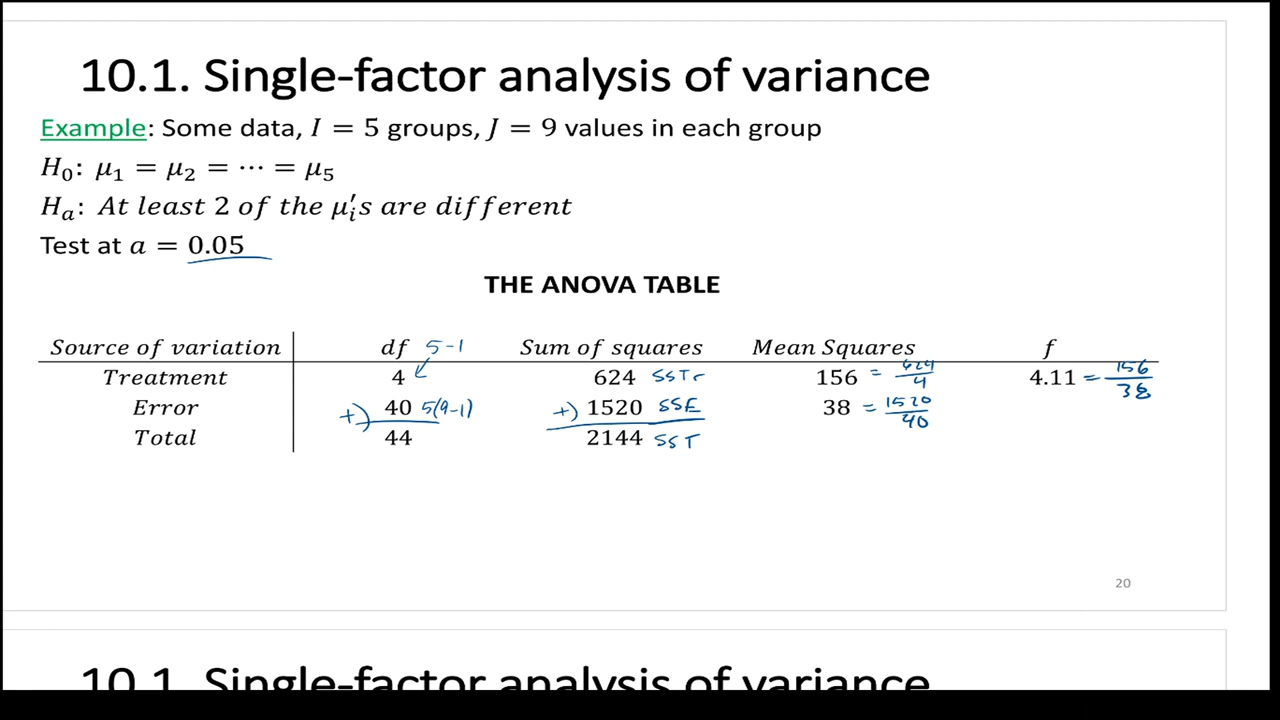 10.1. Single-factor analysis of variance
Example: Some data, I = 5 groups, J = 9 values in each group
H₀: μ₁ = μ₂ = ⋯ = μ₅
Hₐ: At least 2 of the μᵢ′s are different
Test at a = 0.05
THE ANOVA TABLE
Source of variation df 5-1 Sum of squares Mean Squares f
Treatment 4 624 SSTr 156 = 624/4 4.11 = 156/38
Error +) 40 5(9-1) +) 1520 SSE 38 = 1520/40
Total 44 2144 SST
20
10.1. Single-factor analysis of variance